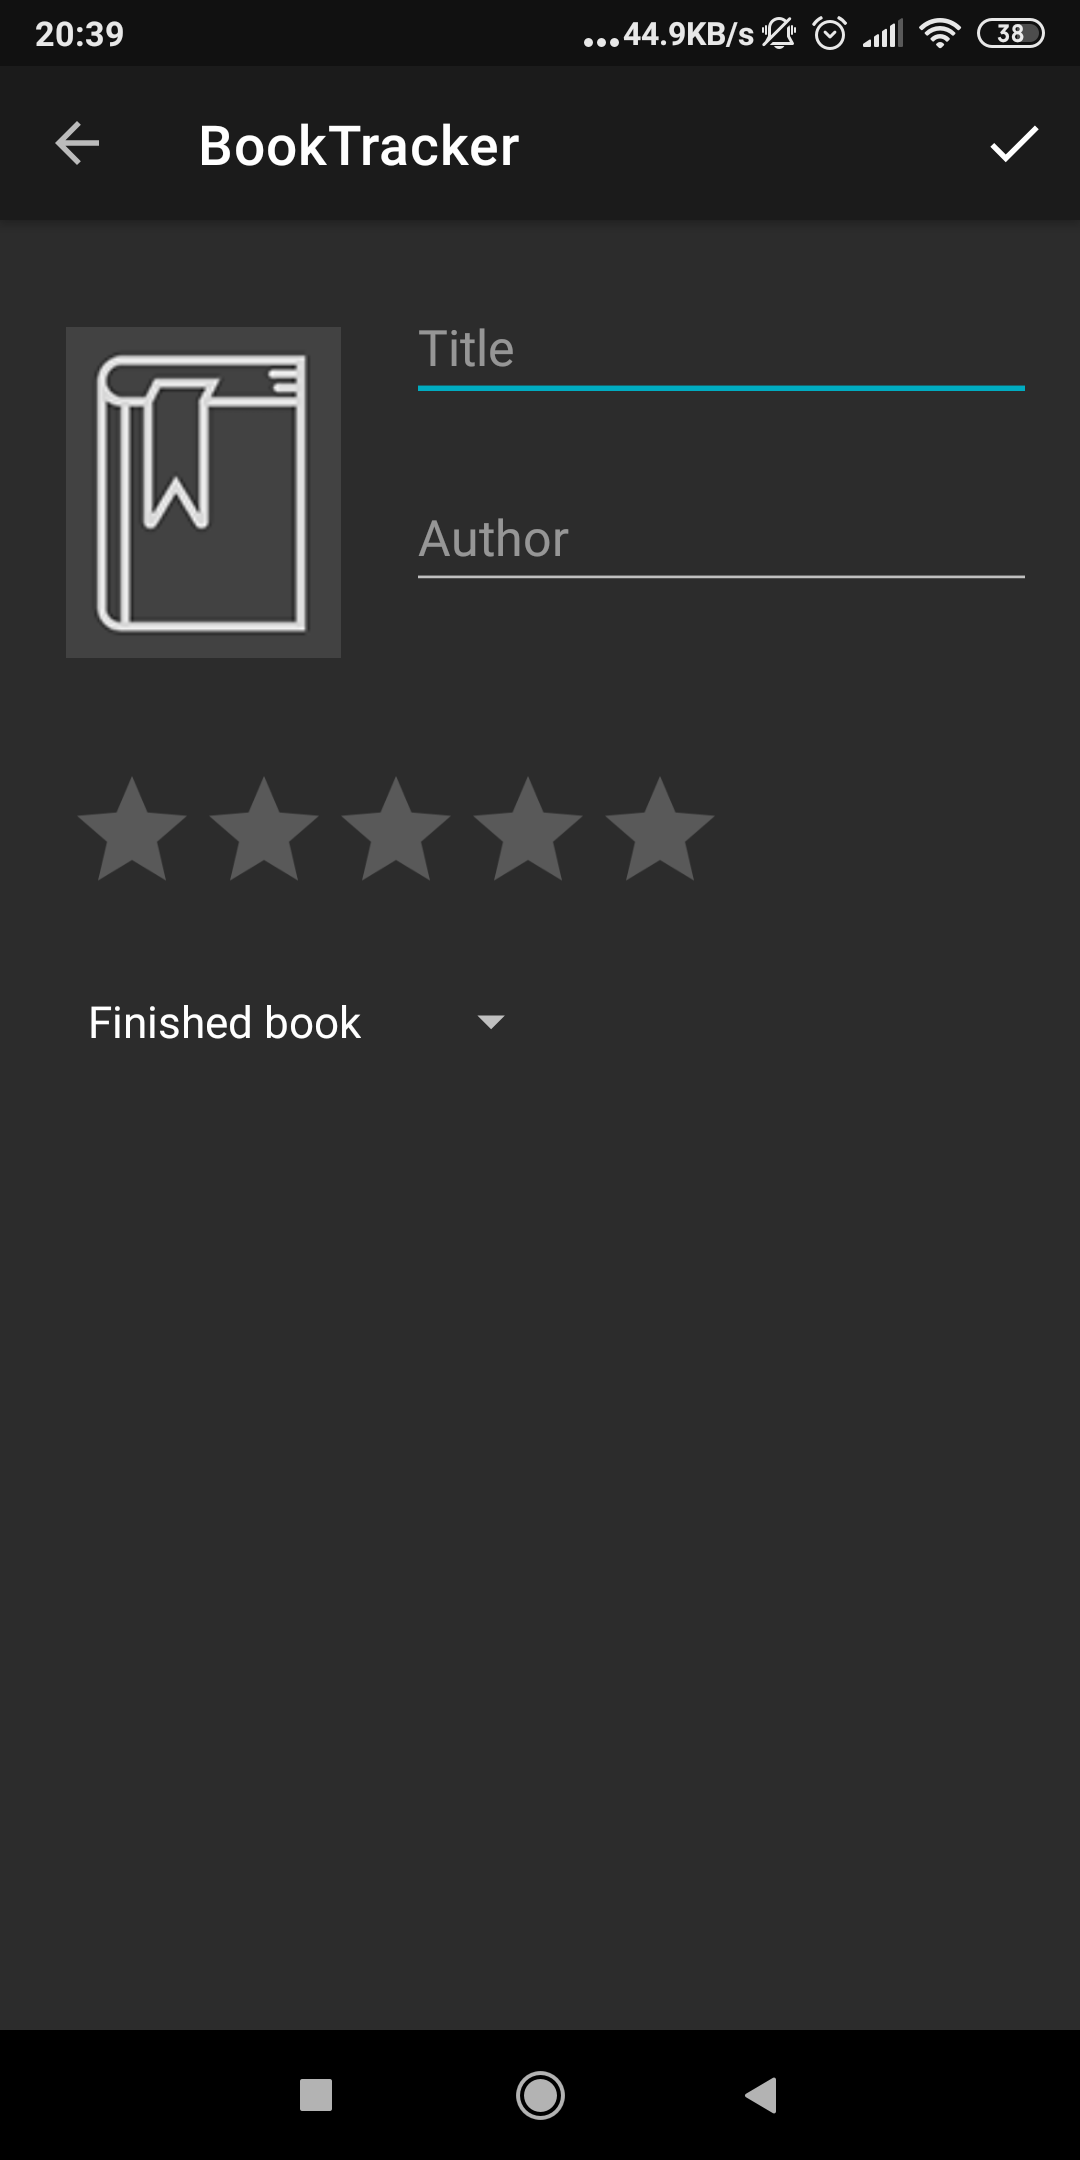 20:39
...44.9KB/s
38
BookTracker
Title
Author
Finished book